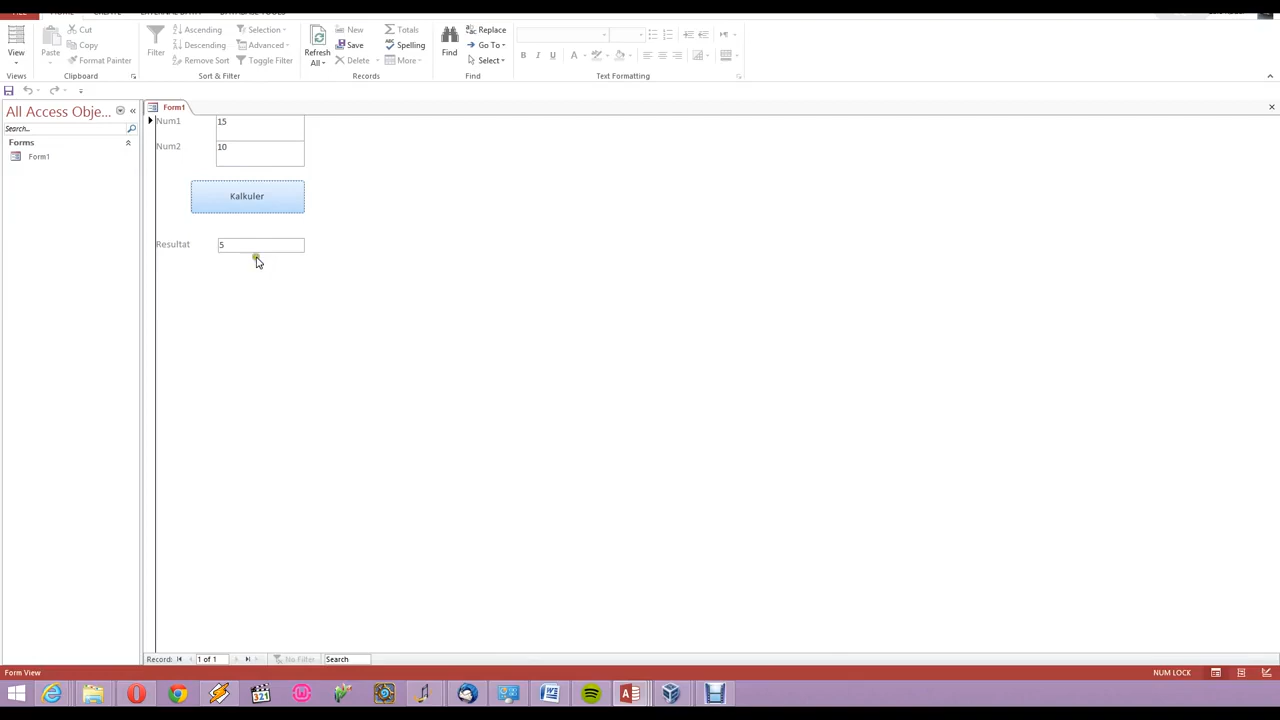 Cut
Copy
Format Painter
View
Paste
Views
Clipboard
Filter
Ascending
Descending
Remove Sort
Selection
Advanced
Toggle Filter
Sort & Filter
Refresh
All
New
Save
Delete
Totals
Spelling
More
Records
Find
Replace
Go To
Select
Find
B I U
A
Text Formatting
All Access Obje...
Search...
Forms
Form1
Form1
Num1 15
Num2 10
Kalkuler
Resultat 5
Record: 1 of 1 No Filter Search
Form View NUM LOCK
321